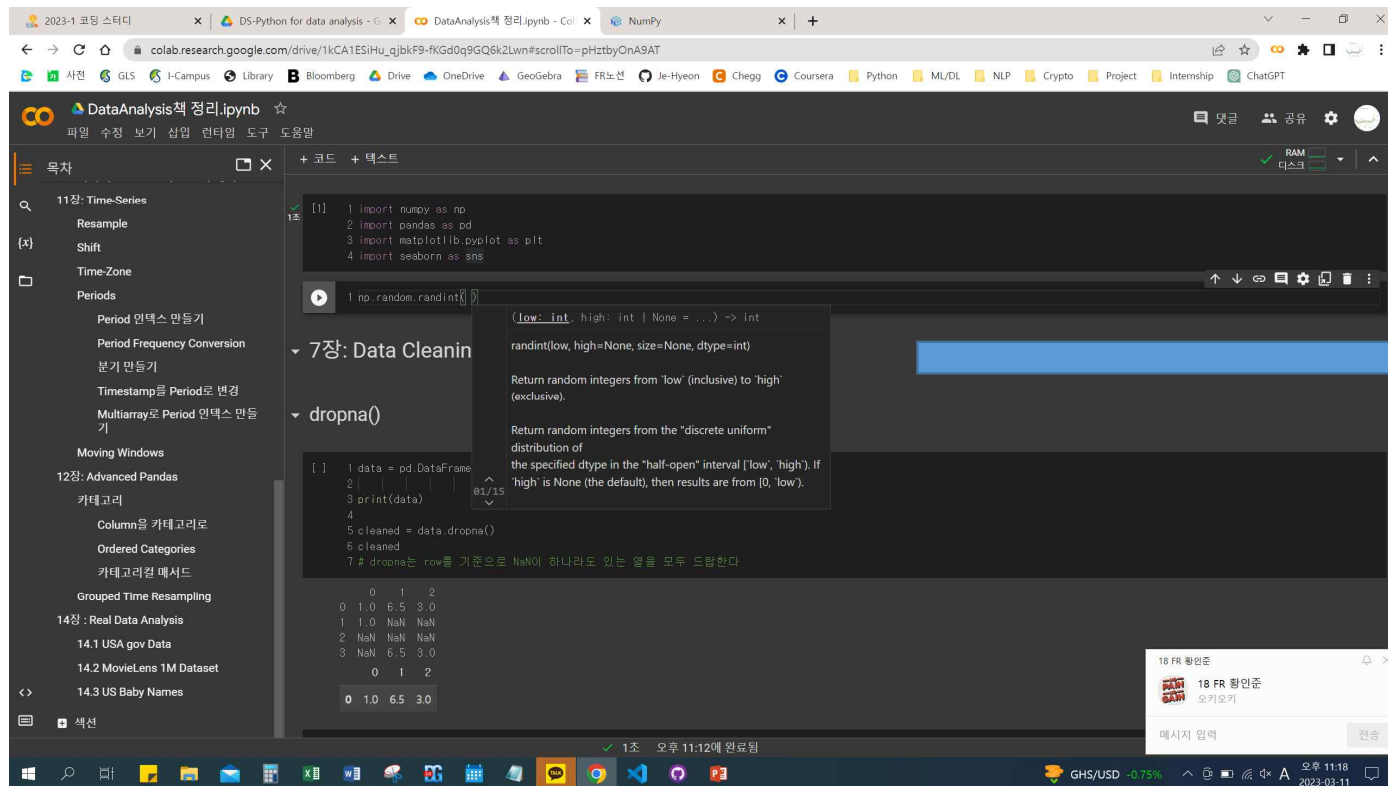 2023-1 코딩 스터디
DS-Python for data analysis - G
DataAnalysis책 정리.ipynb - Col
NumPy
colab.research.google.com/drive/1kCA1ESiHu_qjbkF9-fKGd0q9GQ6k2Lwn#scrollTo=pHztbyOnA9AT
사전 GLS I-Campus Library Bloomberg Drive OneDrive GeoGebra FR노선 Je-Hyeon Chegg Coursera Python ML/DL NLP Crypto Project Internship ChatGPT
DataAnalysis책 정리.ipynb
댓글 공유
파일 수정 보기 삽입 런타임 도구 도움말
목차
+ 코드 + 텍스트
RAM
디스크
11장: Time-Series
Resample
Shift
Time-Zone
Periods
Period 인덱스 만들기
Period Frequency Conversion
분기 만들기
Timestamp를 Period로 변경
Multiarray로 Period 인덱스 만들
기
Moving Windows
12장: Advanced Pandas
카테고리
Column을 카테고리로
Ordered Categories
카테고리컬 매서드
Grouped Time Resampling
14장 : Real Data Analysis
14.1 USA gov Data
14.2 MovieLens 1M Dataset
14.3 US Baby Names
섹션
[1] 1 import numpy as np
1초
2 import pandas as pd
3 import matplotlib.pyplot as plt
4 import seaborn as sns
1 np.random.randint( )
(low: int, high: int | None = ...) -> int
randint(low, high=None, size=None, dtype=int)
Return random integers from `low` (inclusive) to `high`
(exclusive).
Return random integers from the "discrete uniform"
distribution of
the specified dtype in the "half-open" interval [`low`, `high`). If
`high` is None (the default), then results are from [0, `low`).
01/15
7장: Data Cleanin
dropna()
[ ] 1 data = pd.DataFrame
2
3 print(data)
4
5 cleaned = data.dropna()
6 cleaned
7 # dropna는 row를 기준으로 NaN이 하나라도 있는 열을 모두 드랍한다
0 1 2
0 1.0 6.5 3.0
1 1.0 NaN NaN
2 NaN NaN NaN
3 NaN 6.5 3.0
0 1 2
0 1.0 6.5 3.0
1초 오후 11:12에 완료됨
18 FR 황인준
18 FR 황인준
오키오키
메시지 입력
전송
GHS/USD -0.75%
A
오후 11:18
2023-03-11